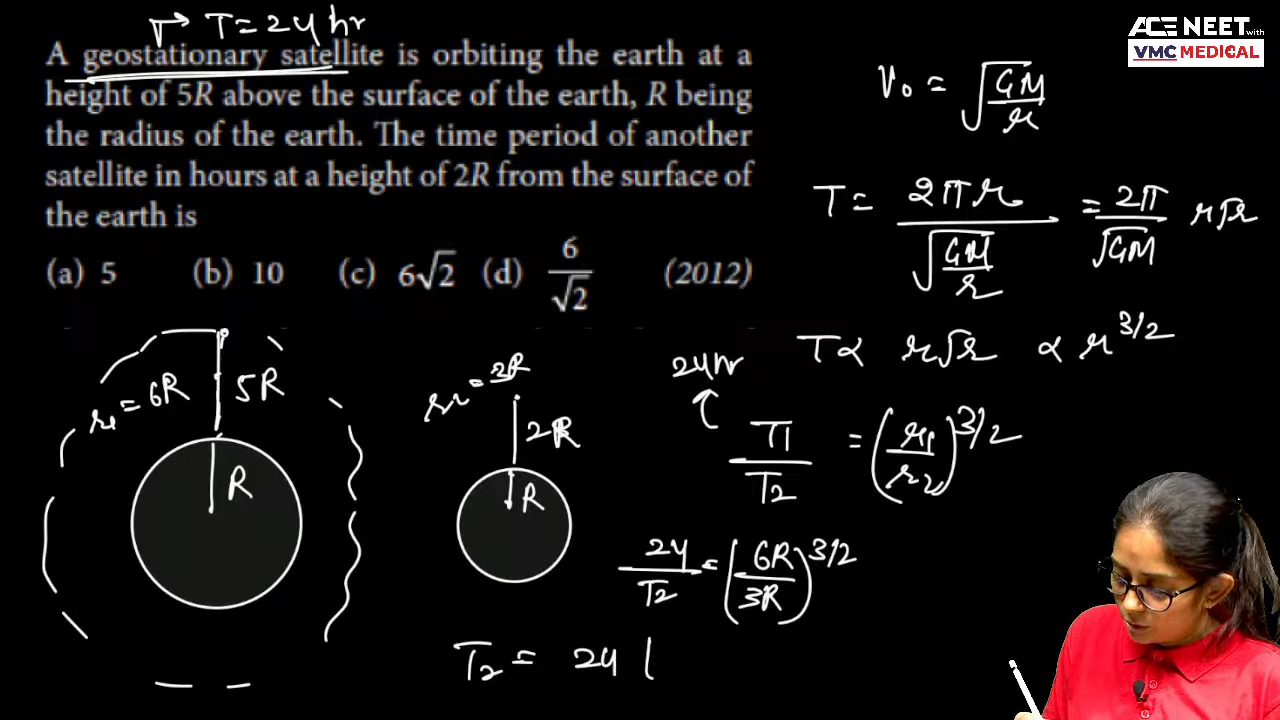 T = 24 hr
A geostationary satellite is orbiting the earth at a
height of 5R above the surface of the earth, R being
the radius of the earth. The time period of another
satellite in hours at a height of 2R from the surface of
the earth is
(a) 5 (b) 10 (c) 6√2 (d) 6/√2 (2012)
ACE NEET with
VMC MEDICAL
v₀ = √(GM/r)
T = 2πr/√(GM/r) = 2π/√GM r√r
T ∝ r√r ∝ r^3/2
24hr
T1/T2 = (r1/r2)^3/2
24/T2 = (6R/3R)^3/2
T2 = 24 (
r1 = 6R
5R
R
r2 = 3R
2R
R